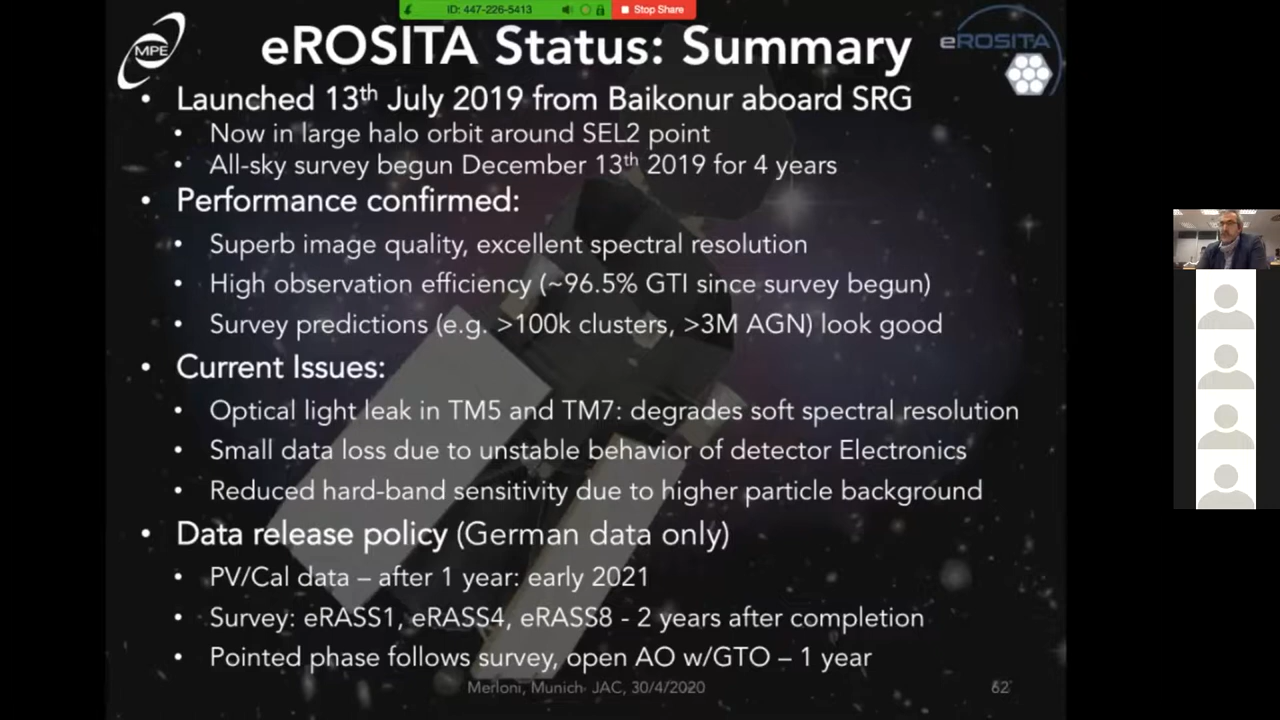 ID: 447-226-5413
Stop Share
MPE
eROSITA Status: Summary
eROSITA
• Launched 13th July 2019 from Baikonur aboard SRG
• Now in large halo orbit around SEL2 point
• All-sky survey begun December 13th 2019 for 4 years
• Performance confirmed:
• Superb image quality, excellent spectral resolution
• High observation efficiency (~96.5% GTI since survey begun)
• Survey predictions (e.g. >100k clusters, >3M AGN) look good
• Current Issues:
• Optical light leak in TM5 and TM7: degrades soft spectral resolution
• Small data loss due to unstable behavior of detector Electronics
• Reduced hard-band sensitivity due to higher particle background
• Data release policy (German data only)
• PV/Cal data – after 1 year: early 2021
• Survey: eRASS1, eRASS4, eRASS8 - 2 years after completion
• Pointed phase follows survey, open AO w/GTO – 1 year
Merloni, Munich JAC, 30/4/2020
62